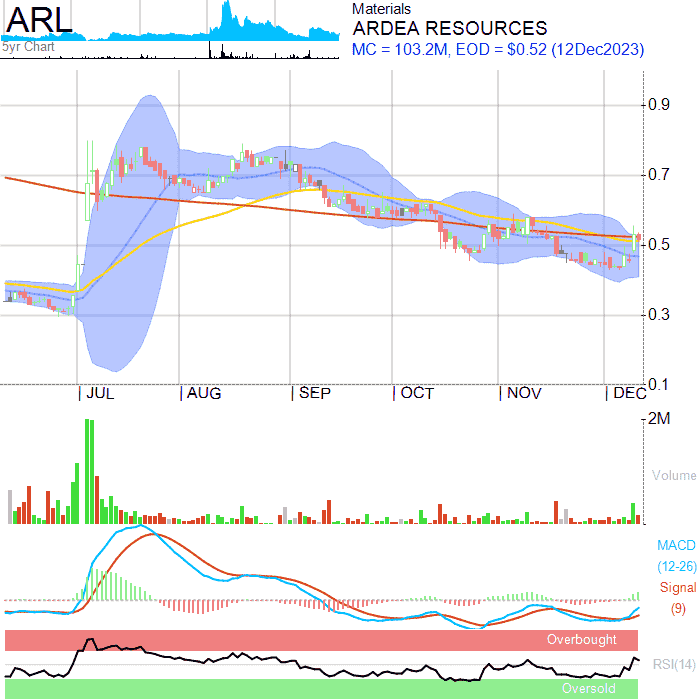 ARL
5yr Chart
Materials
ARDEA RESOURCES
MC = 103.2M, EOD = $0.52 (12Dec2023)
0.9
0.7
0.5
0.3
0.1
JUL AUG SEP OCT NOV DEC
2M
Volume
MACD
(12-26)
Signal
(9)
Overbought
RSI(14)
Oversold